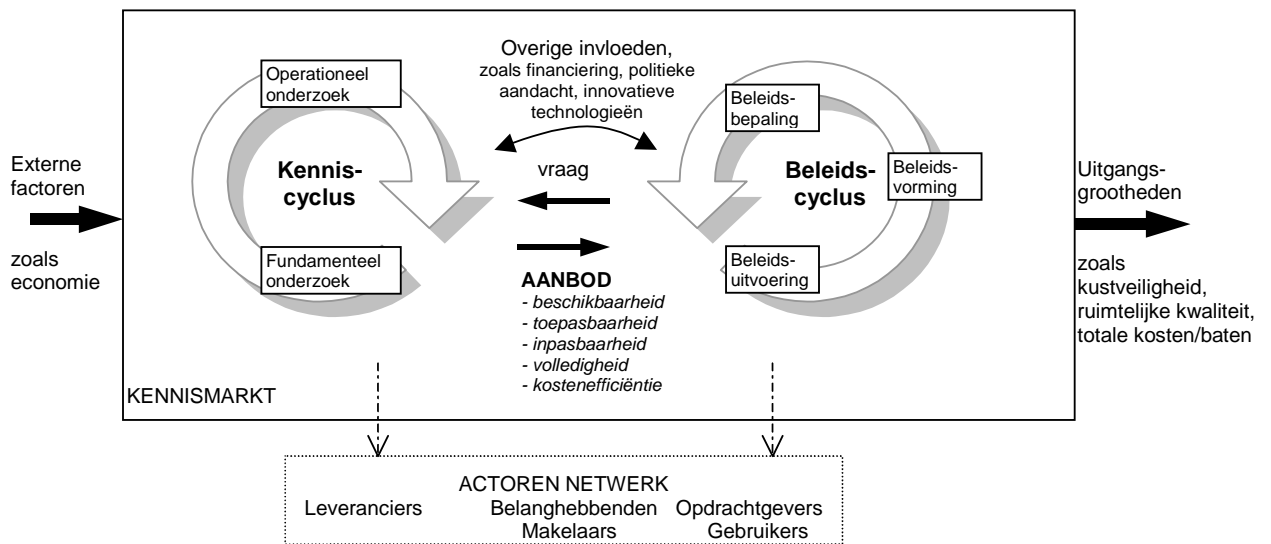 Externe
factoren
zoals
economie
Operationeel
onderzoek
Kennis-
cyclus
Fundamenteel
onderzoek
Overige invloeden,
zoals financiering, politieke
aandacht, innovatieve
technologieën
vraag
AANBOD
- beschikbaarheid
- toepasbaarheid
- inpasbaarheid
- volledigheid
- kostenefficiëntie
Beleids-
bepaling
Beleids-
cyclus
Beleids-
vorming
Beleids-
uitvoering
KENNISMARKT
Uitgangs-
grootheden
zoals
kustveiligheid,
ruimtelijke kwaliteit,
totale kosten/baten
ACTOREN NETWERK
Leveranciers
Belanghebbenden
Makelaars
Opdrachtgevers
Gebruikers